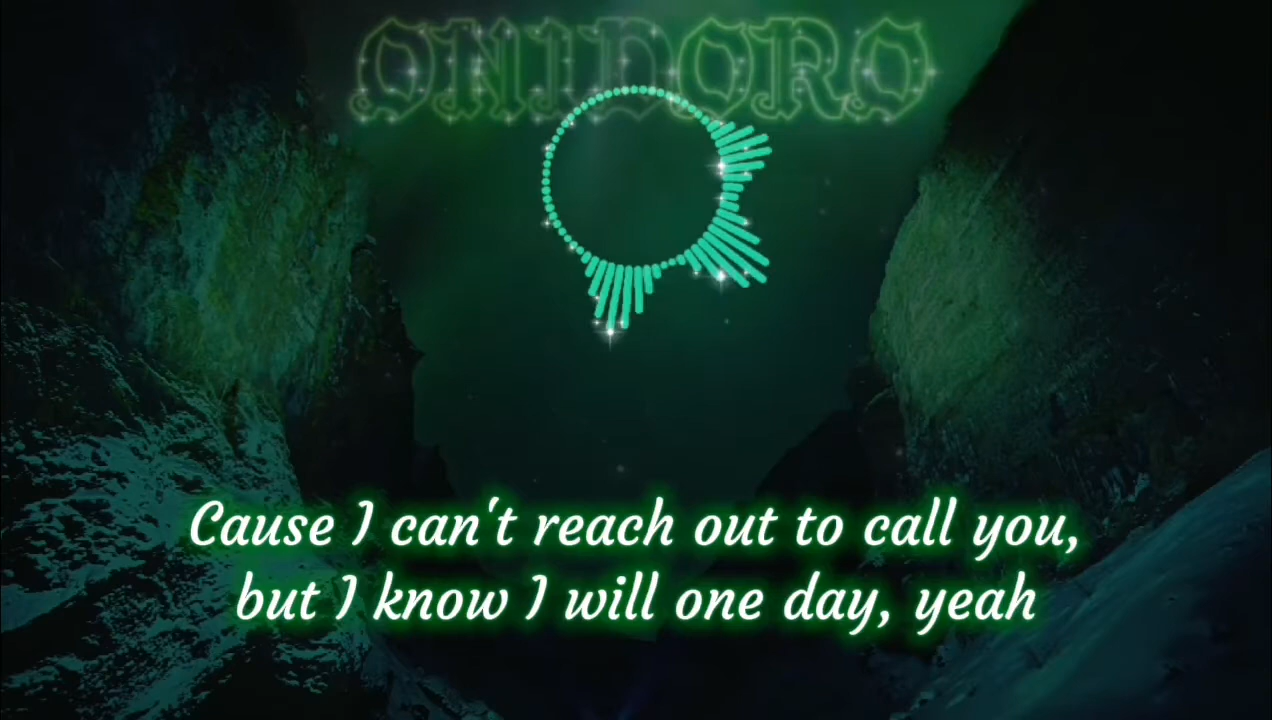 ONIDORO
Cause I can't reach out to call you,
but I know I will one day, yeah